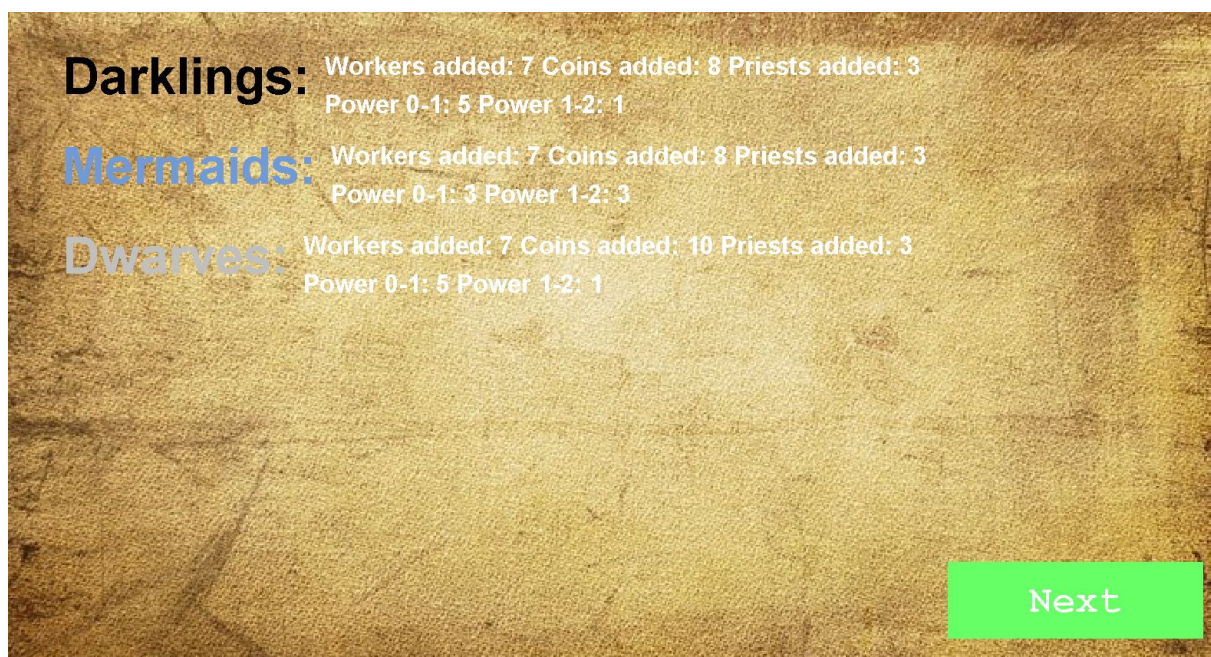 Darklings: Workers added: 7 Coins added: 8 Priests added: 3
Power 0-1: 5 Power 1-2: 1
Mermaids: Workers added: 7 Coins added: 8 Priests added: 3
Power 0-1: 3 Power 1-2: 3
Dwarves: Workers added: 7 Coins added: 10 Priests added: 3
Power 0-1: 5 Power 1-2: 1
Next